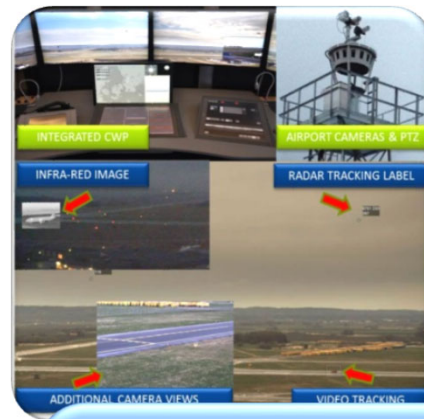 INTEGRATED CWP
AIRPORT CAMERAS & PTZ
INFRA-RED IMAGE
RADAR TRACKING LABEL
ADDITIONAL CAMERA VIEWS
VIDEO TRACKING